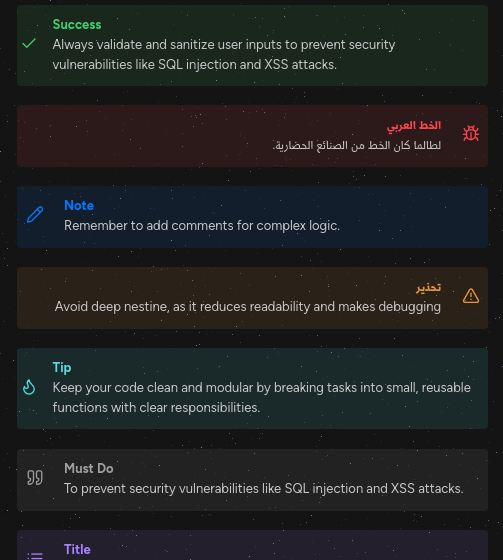 Success
Always validate and sanitize user inputs to prevent security
vulnerabilities like SQL injection and XSS attacks.
الخط العربي
لطالما كان الخط من الصنائع الحضارية.
Note
Remember to add comments for complex logic.
تحذير
Avoid deep nestine, as it reduces readability and makes debugging
Tip
Keep your code clean and modular by breaking tasks into small, reusable
functions with clear responsibilities.
Must Do
To prevent security vulnerabilities like SQL injection and XSS attacks.
Title